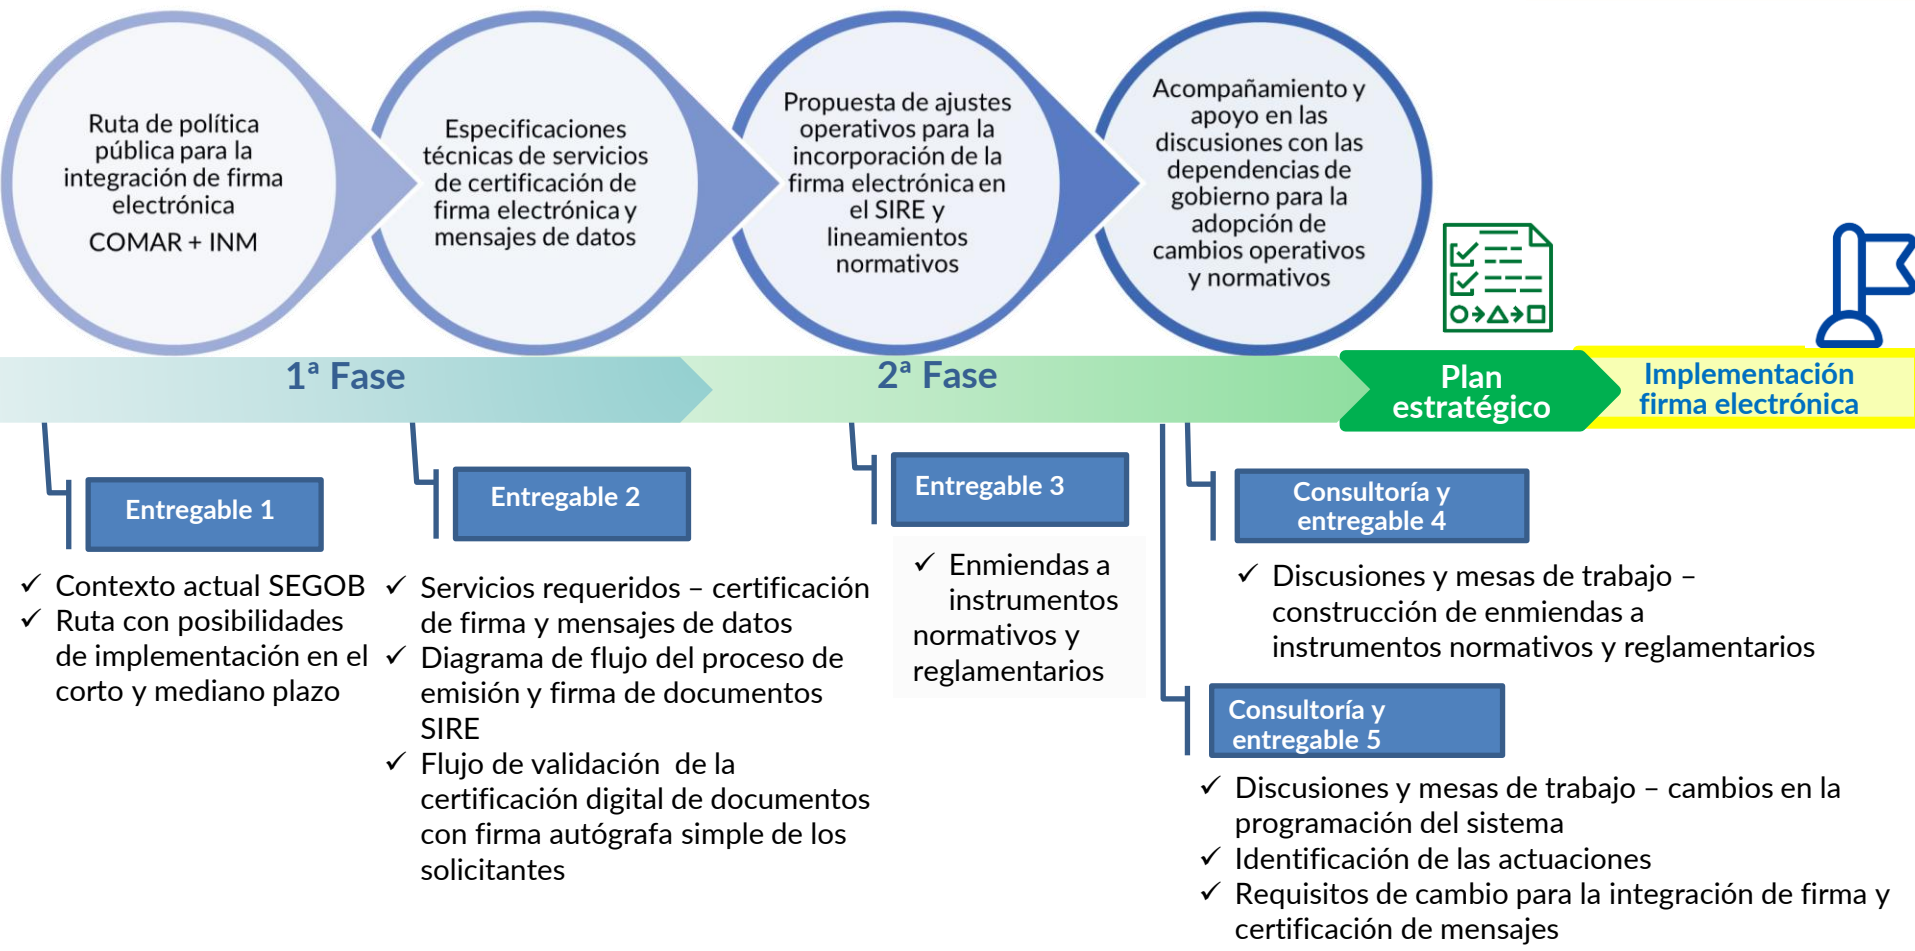 Ruta de política
pública para la
integración de firma
electrónica
COMAR + INM
Especificaciones
técnicas de servicios
de certificación de
firma electrónica y
mensajes de datos
Propuesta de ajustes
operativos para la
incorporación de la
firma electrónica en
el SIRE y
lineamientos
normativos
Acompañamiento y
apoyo en las
discusiones con las
dependencias de
gobierno para la
adopción de
cambios operativos
y normativos
1ª Fase
2ª Fase
Plan
estratégico
Implementación
firma electrónica
Entregable 1
✓ Contexto actual SEGOB
✓ Ruta con posibilidades
de implementación en el
corto y mediano plazo
Entregable 2
✓ Servicios requeridos – certificación
de firma y mensajes de datos
✓ Diagrama de flujo del proceso de
emisión y firma de documentos
SIRE
✓ Flujo de validación de la
certificación digital de documentos
con firma autógrafa simple de los
solicitantes
Entregable 3
✓ Enmiendas a
instrumentos
normativos y
reglamentarios
Consultoría y
entregable 4
✓ Discusiones y mesas de trabajo –
construcción de enmiendas a
instrumentos normativos y reglamentarios
Consultoría y
entregable 5
✓ Discusiones y mesas de trabajo – cambios en la
programación del sistema
✓ Identificación de las actuaciones
✓ Requisitos de cambio para la integración de firma y
certificación de mensajes